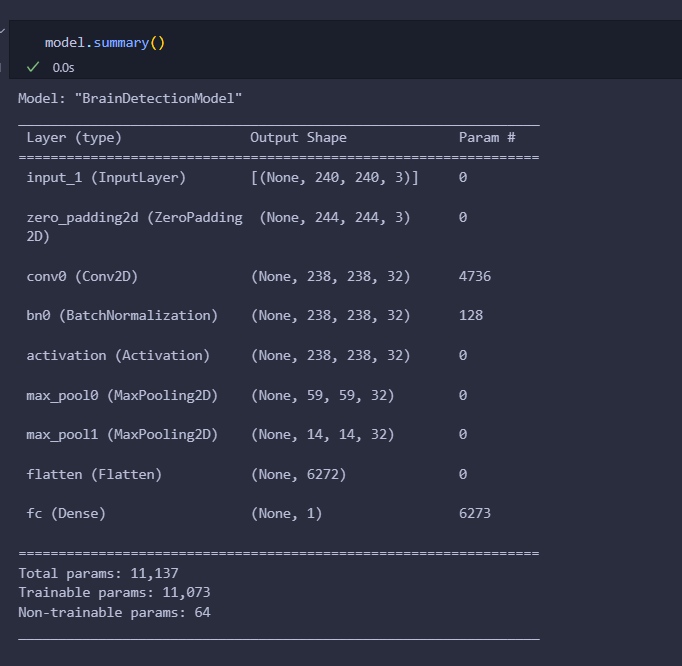 model.summary()
0.0s
Model: "BrainDetectionModel"
Layer (type) Output Shape Param #
=================================================================
input_1 (InputLayer) [(None, 240, 240, 3)] 0
zero_padding2d (ZeroPadding (None, 244, 244, 3) 0
2D)
conv0 (Conv2D) (None, 238, 238, 32) 4736
bn0 (BatchNormalization) (None, 238, 238, 32) 128
activation (Activation) (None, 238, 238, 32) 0
max_pool0 (MaxPooling2D) (None, 59, 59, 32) 0
max_pool1 (MaxPooling2D) (None, 14, 14, 32) 0
flatten (Flatten) (None, 6272) 0
fc (Dense) (None, 1) 6273
=================================================================
Total params: 11,137
Trainable params: 11,073
Non-trainable params: 64